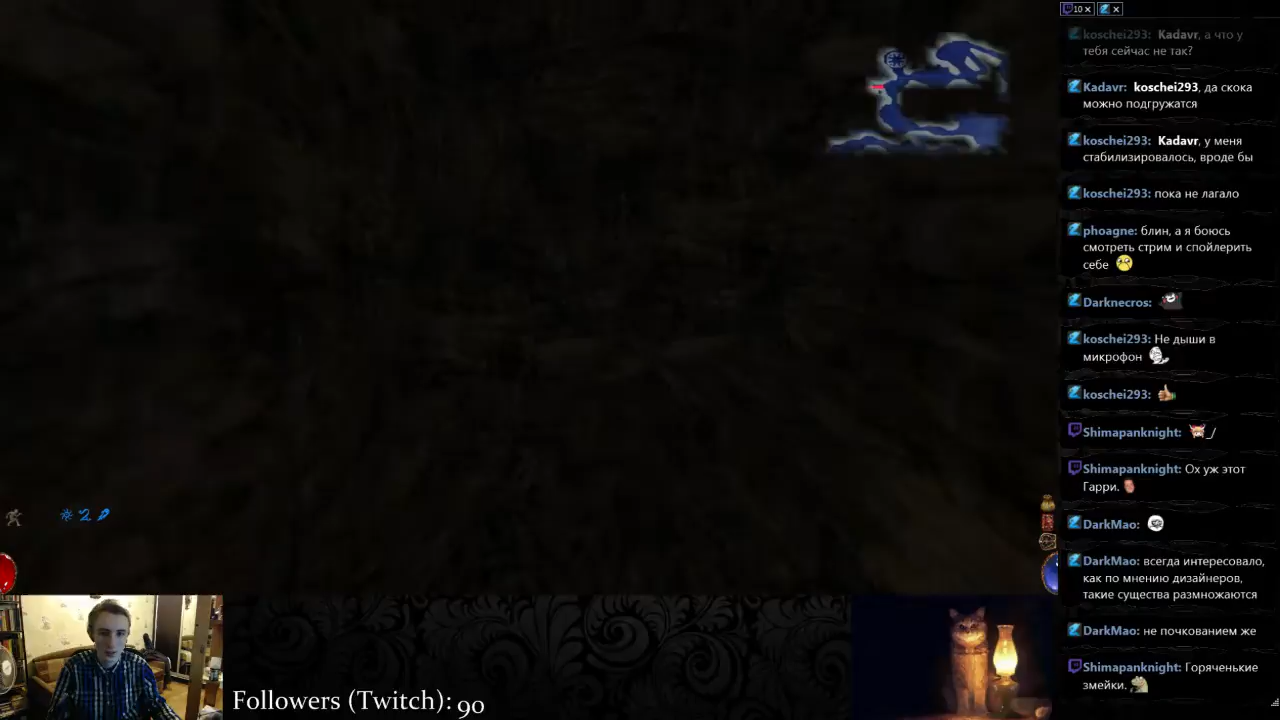 10 × ×
koschei293: Kadavr, а что у
тебя сейчас не так?
Kadavr: koschei293, да скока
можно подгружатся
koschei293: Kadavr, у меня
стабилизировалось, вроде бы
koschei293: пока не лагало
phoagne: блин, а я боюсь
смотреть стрим и спойлерить
себе
Darknecros:
koschei293: Не дыши в
микрофон
koschei293:
Shimapanknight: _/
Shimapanknight: Ох уж этот
Гарри.
DarkMao:
DarkMao: всегда интересовало,
как по мнению дизайнеров,
такие существа размножаются
DarkMao: не почкованием же
Shimapanknight: Горяченькие
змейки.
Followers (Twitch): 90